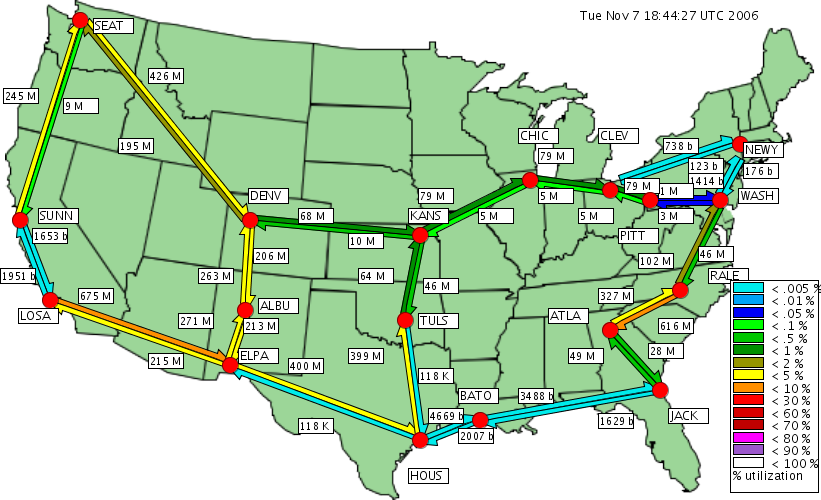 Tue Nov 7 18:44:27 UTC 2006
SEAT
426 M
245 M
9 M
195 M
CHIC
CLEV
738 b
NEWY
79 M
123 b
176 b
79 M
1 M
1414 b
WASH
DENV
79 M
5 M
KANS
5 M
5 M
3 M
SUNN
68 M
PITT
1653 b
10 M
46 M
206 M
102 M
1951 b
263 M
64 M
46 M
RALE
675 M
327 M
LOSA
ALBU
271 M
213 M
TULS
ATLA
616 M
28 M
215 M
ELPA
400 M
399 M
49 M
118 K
BATO
3488 b
JACK
118 K
4669 b
2007 b
1629 b
HOUS
< .005 %
< .01 %
< .05 %
< .1 %
< .5 %
< 1 %
< 2 %
< 5 %
< 10 %
< 30 %
< 60 %
< 70 %
< 80 %
< 90 %
< 100 %
% utilization